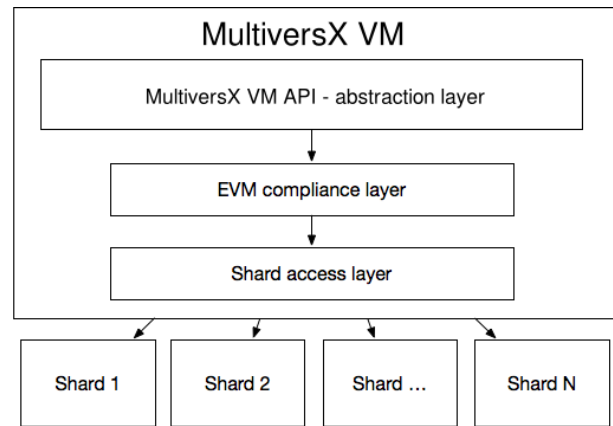 MultiversX VM
MultiversX VM API - abstraction layer
EVM compliance layer
Shard access layer
Shard 1
Shard 2
Shard ...
Shard N